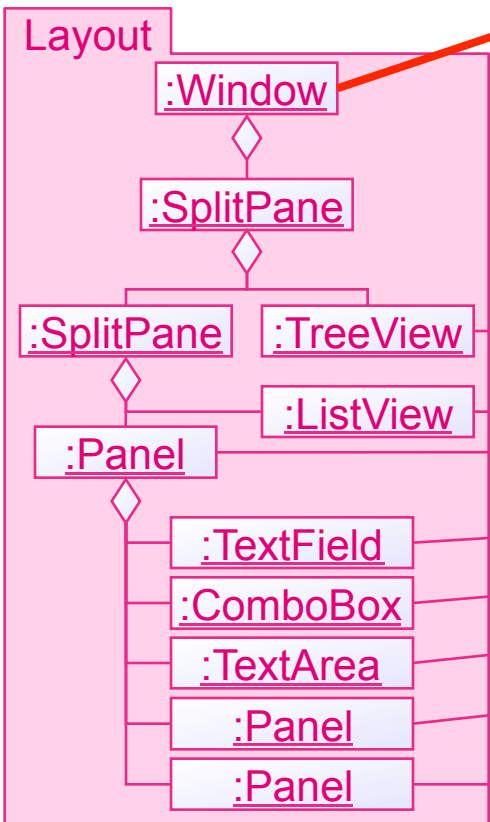 Layout
:Window
:SplitPane
:SplitPane
:TreeView
:ListView
:Panel
:TextField
:ComboBox
:TextArea
:Panel
:Panel